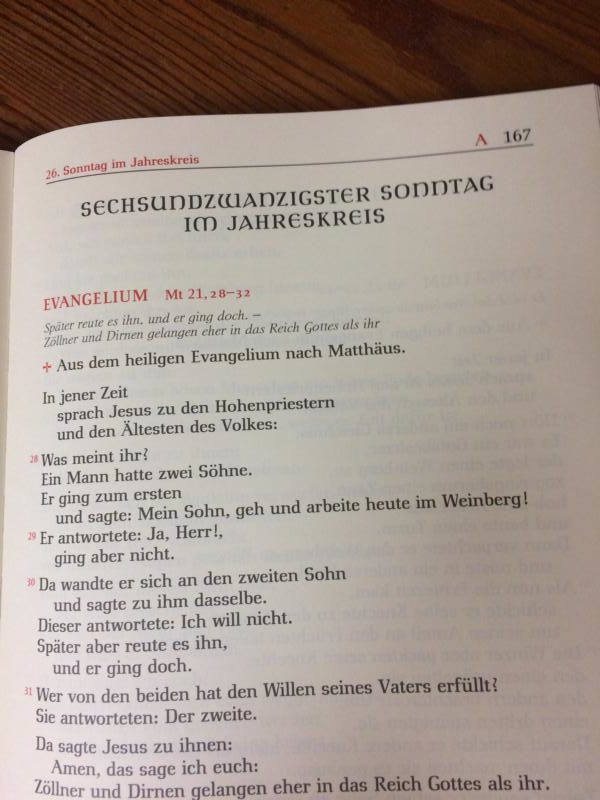 26. Sonntag im Jahreskreis A 167
SECHSUNDZWANZIGSTER SONNTAG
IM JAHRESKREIS
EVANGELIUM Mt 21, 28–32
Später reute es ihn, und er ging doch. –
Zöllner und Dirnen gelangen eher in das Reich Gottes als ihr
✢ Aus dem heiligen Evangelium nach Matthäus.
In jener Zeit
sprach Jesus zu den Hohenpriestern
und den Ältesten des Volkes:
28 Was meint ihr?
Ein Mann hatte zwei Söhne.
Er ging zum ersten
und sagte: Mein Sohn, geh und arbeite heute im Weinberg!
29 Er antwortete: Ja, Herr!,
ging aber nicht.
30 Da wandte er sich an den zweiten Sohn
und sagte zu ihm dasselbe.
Dieser antwortete: Ich will nicht.
Später aber reute es ihn,
und er ging doch.
31 Wer von den beiden hat den Willen seines Vaters erfüllt?
Sie antworteten: Der zweite.
Da sagte Jesus zu ihnen:
Amen, das sage ich euch:
Zöllner und Dirnen gelangen eher in das Reich Gottes als ihr.